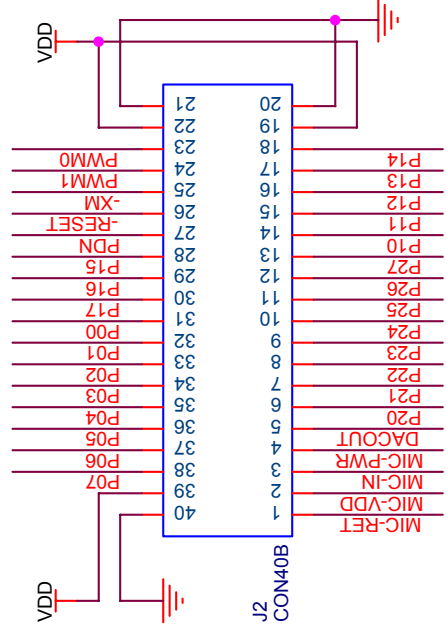 VDD
21 20
22 19
23 18
PWM0 P14
24 17
PWM1 P13
25 16
-XM P12
26 15
-RESET P11
27 14
PDN P10
28 13
P15 P27
29 12
P16 P26
30 11
P17 P25
31 10
P00 P24
32 9
P01 P23
33 8
P02 P22
34 7
P03 P21
35 6
P04 P20
36 5
P05 DACOUT
37 4
P06 MIC-PWR
38 3
P07 MIC-IN
39 2
MIC-VDD
40 1
MIC-RET
VDD
J2
CON40B